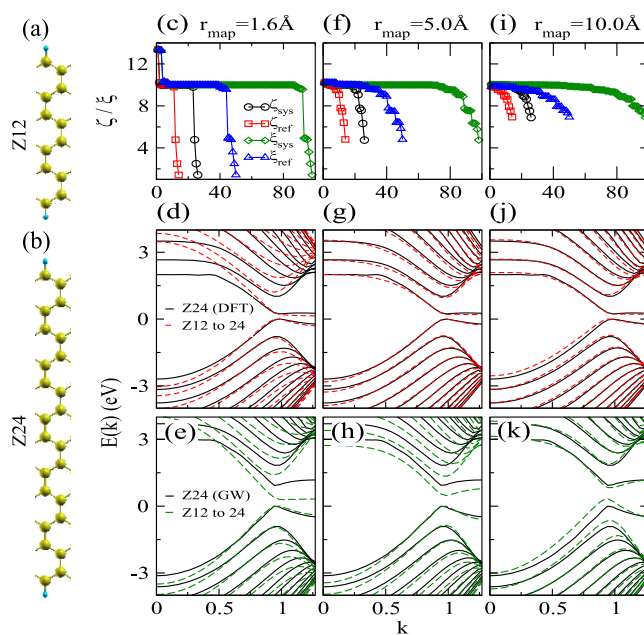 (a)
Z12
(b)
Z24
(c) r_map=1.6Å
(f) r_map=5.0Å
(i) r_map=10.0Å
ζ / ξ
12
8
4
ζ_sys
ζ_ref
ξ_sys
ξ_ref
0 40 80
0 40 80
0 40 80
(d)
(g)
(j)
E(k) (eV)
3
0
-3
Z24 (DFT)
Z12 to 24
(e)
(h)
(k)
3
0
-3
Z24 (GW)
Z12 to 24
0 0.5 1
0 0.5 1
0 0.5 1
k